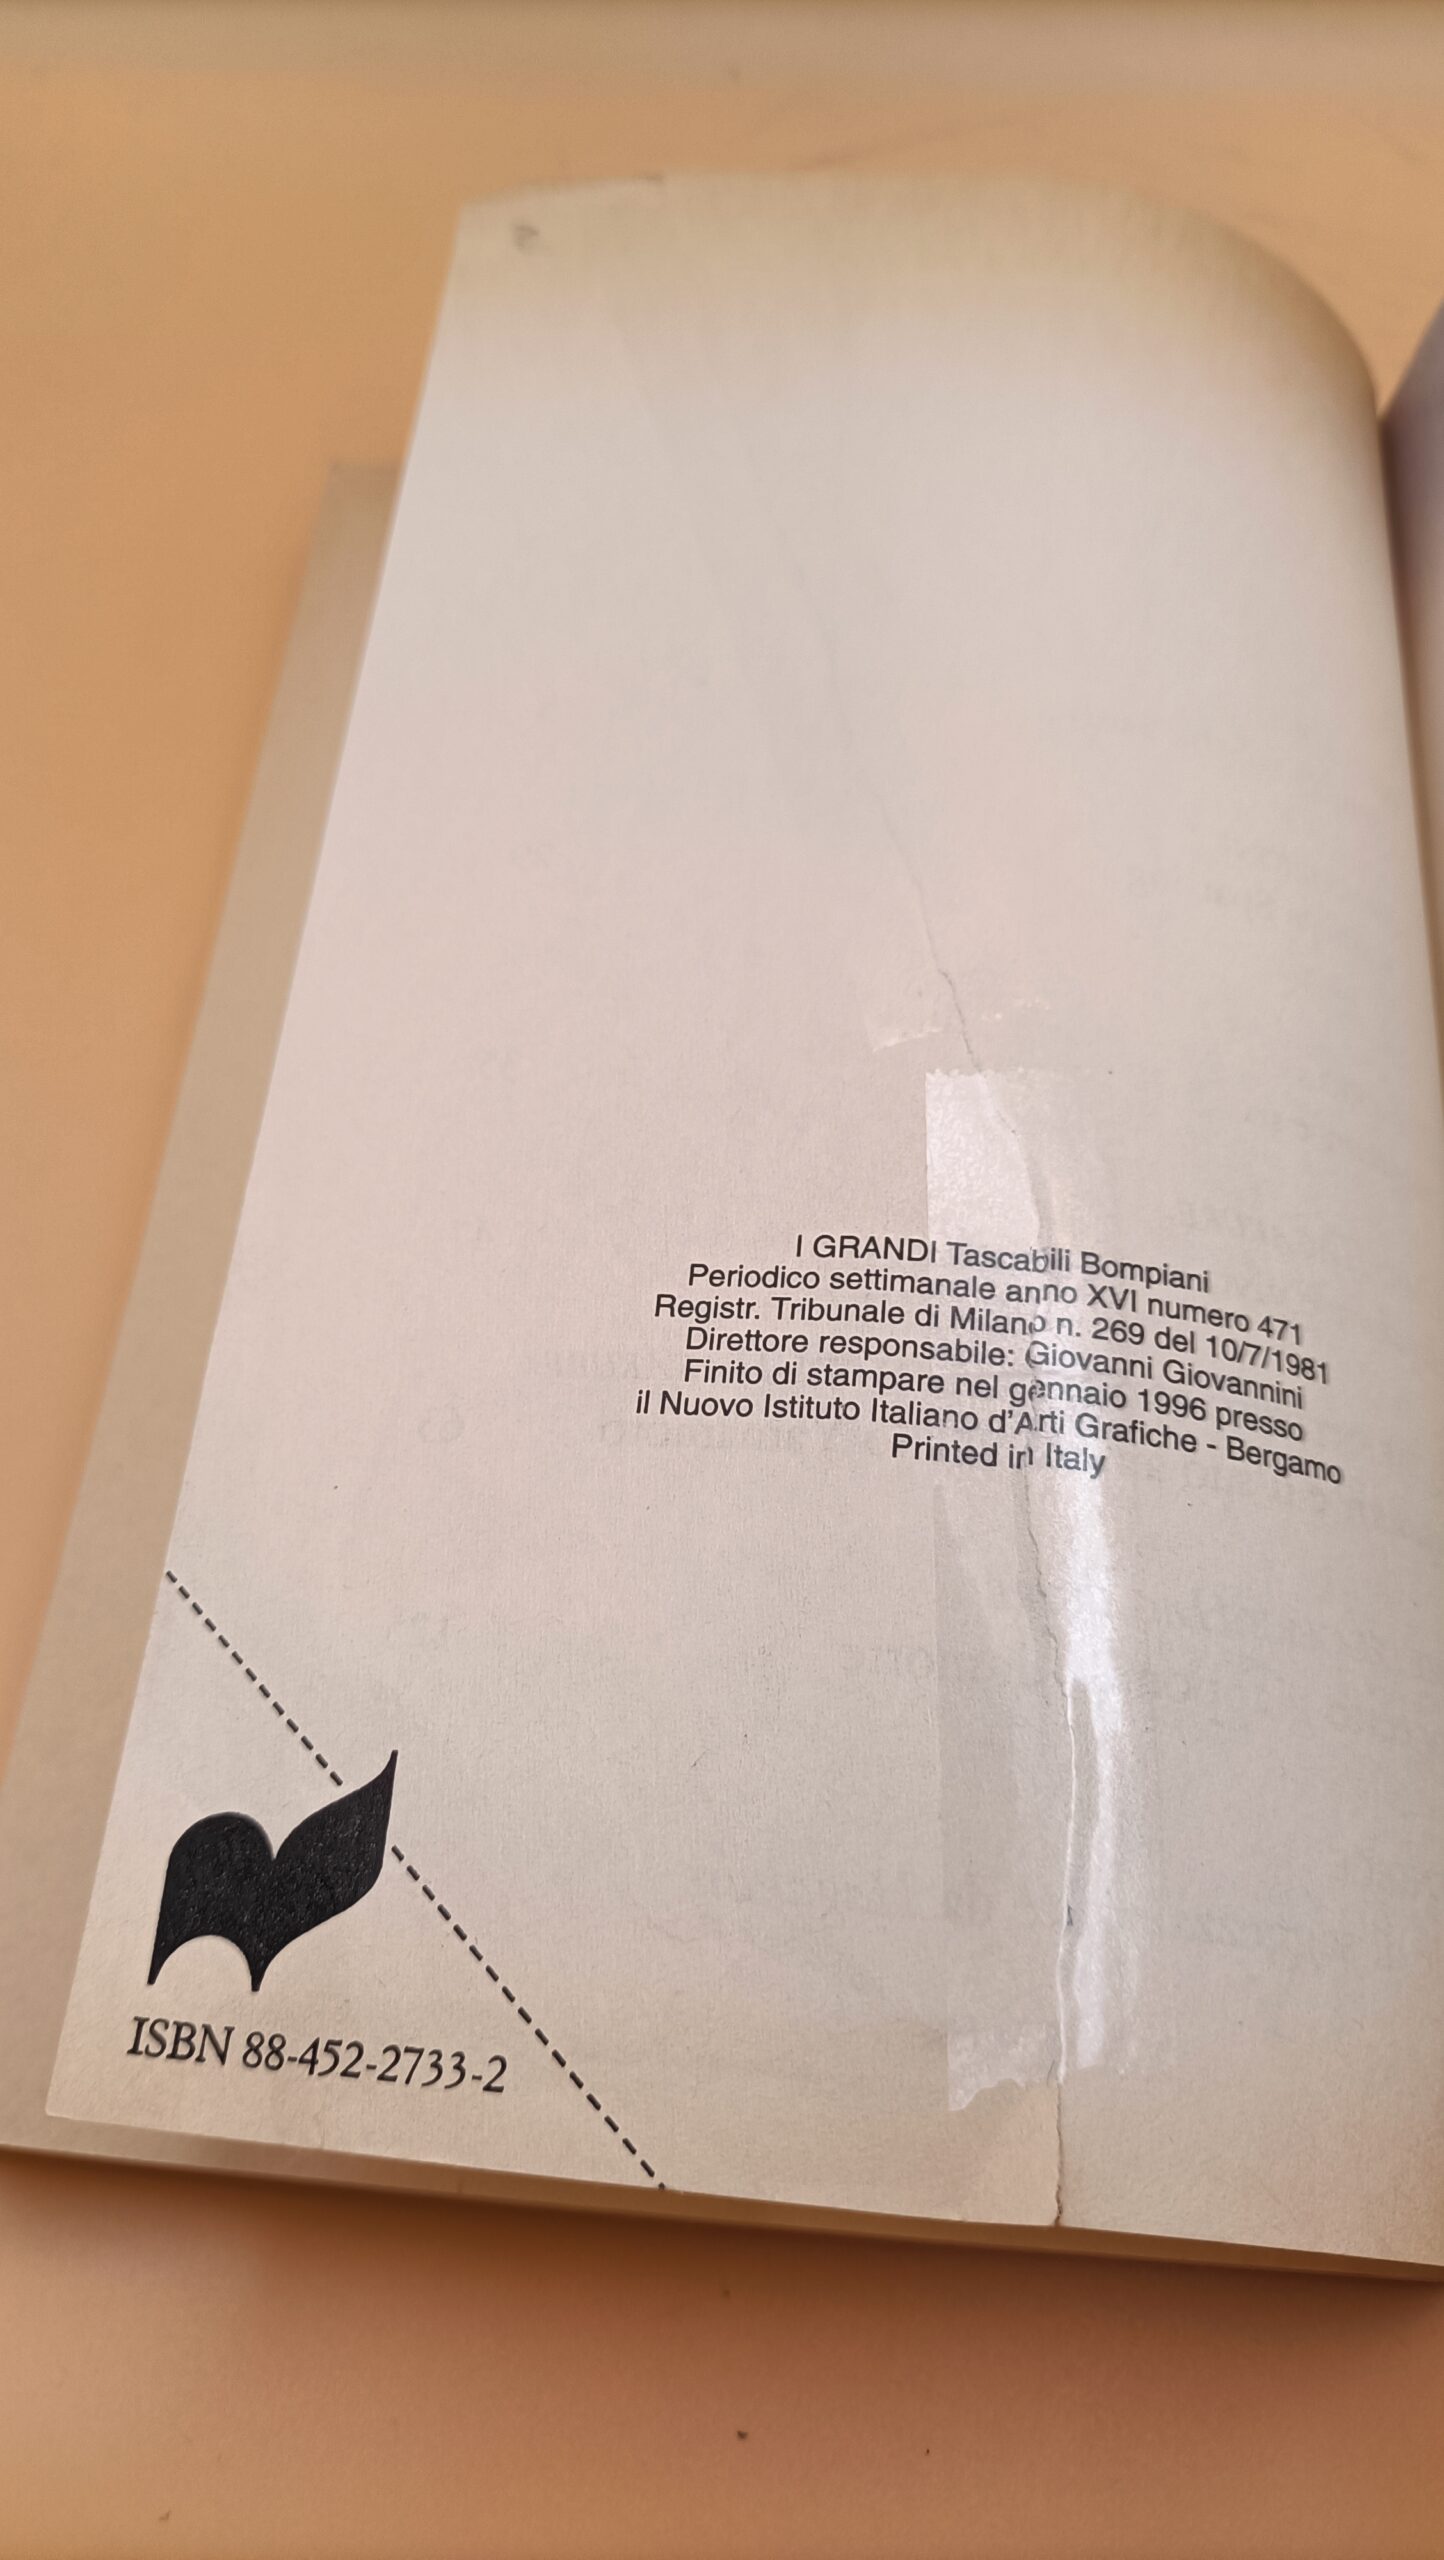 I GRANDI Tascabili Bompiani
Periodico settimanale anno XVI numero 471
Registr. Tribunale di Milano n. 269 del 10/7/1981
Direttore responsabile: Giovanni Giovannini
Finito di stampare nel gennaio 1996 presso
il Nuovo Istituto Italiano d'Arti Grafiche - Bergamo
Printed in Italy
ISBN 88-452-2733-2